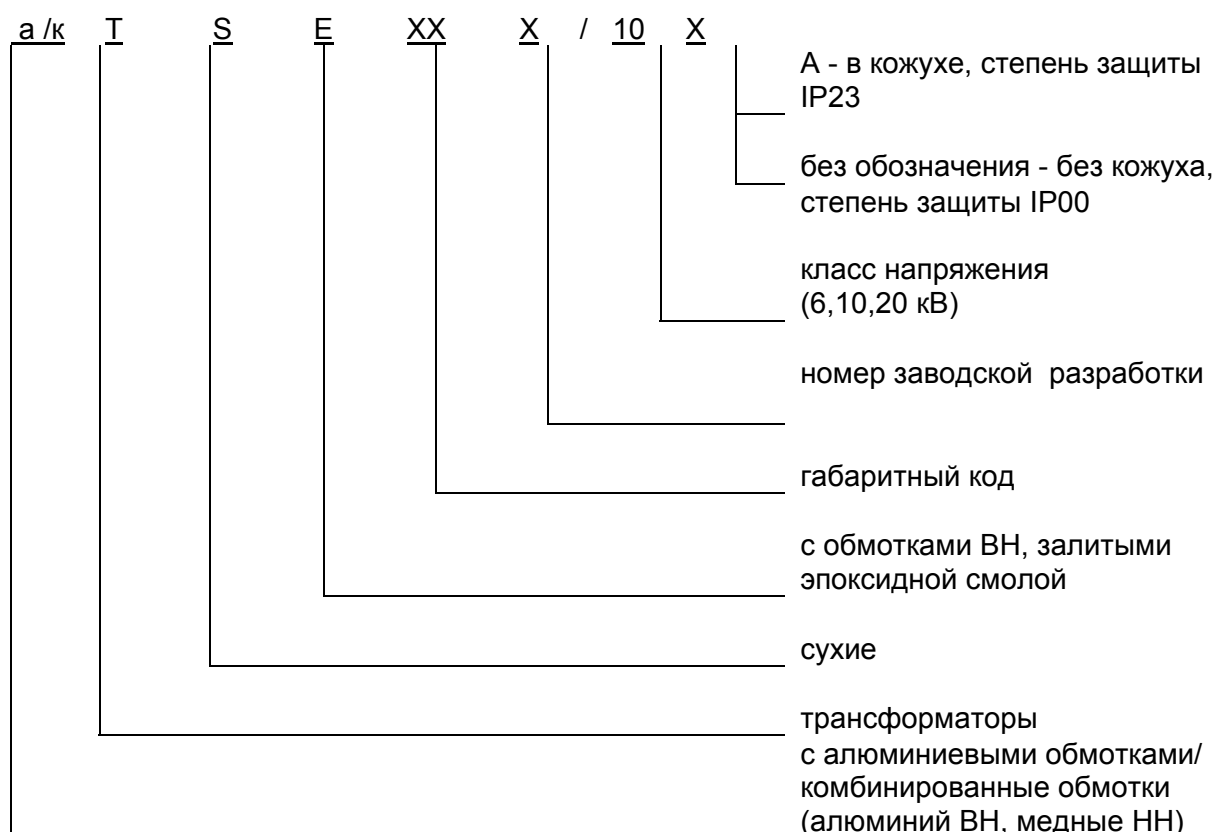 а /к T S E XX X / 10 X
А - в кожухе, степень защиты
IP23
без обозначения - без кожуха,
степень защиты IP00
класс напряжения
(6,10,20 кВ)
номер заводской разработки
габаритный код
с обмотками ВН, залитыми
эпоксидной смолой
сухие
трансформаторы
с алюминиевыми обмотками/
комбинированные обмотки
(алюминий ВН, медные НН)